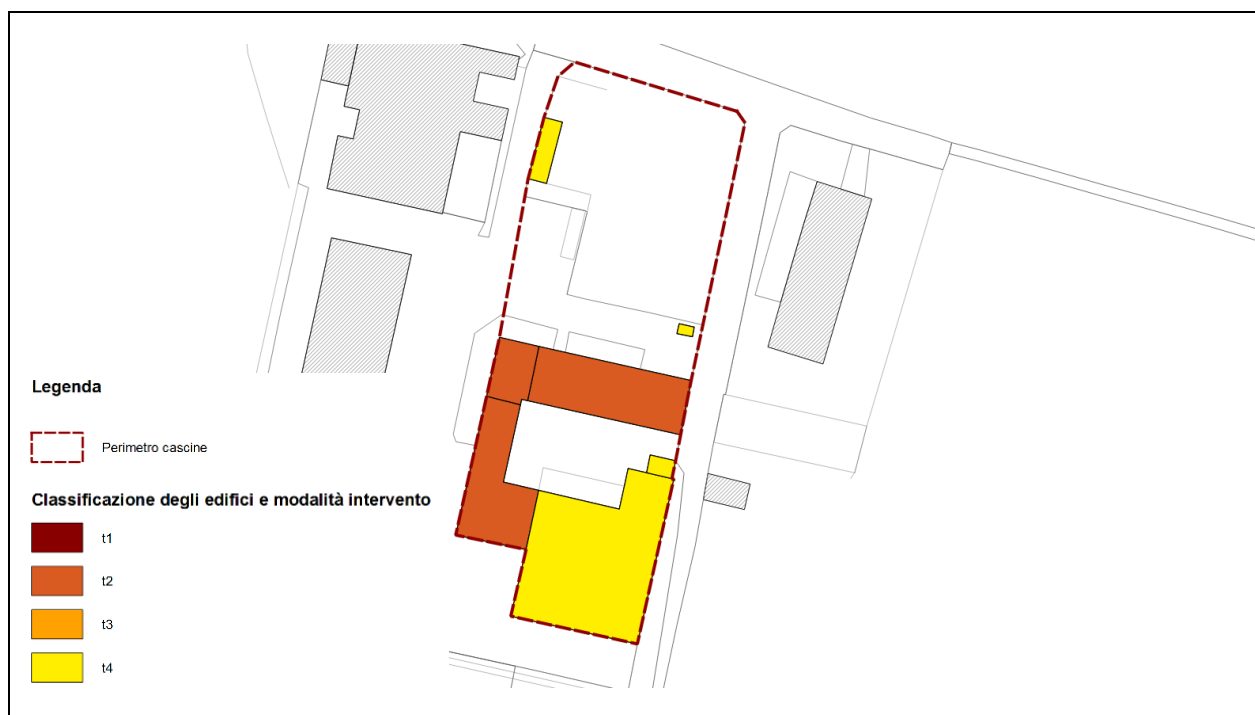 Legenda
Perimetro cascine
Classificazione degli edifici e modalità intervento
t1
t2
t3
t4